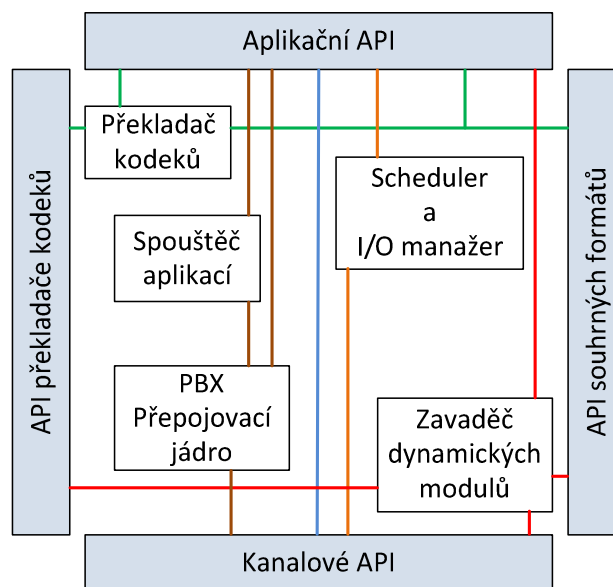 Aplikační API
API překladače kodeků
Překladač
kodeků
Scheduler
a
I/O manažer
Spouštěč
aplikací
PBX
Přepojovací
jádro
Zavaděč
dynamických
modulů
API souhrných formátů
Kanalové API